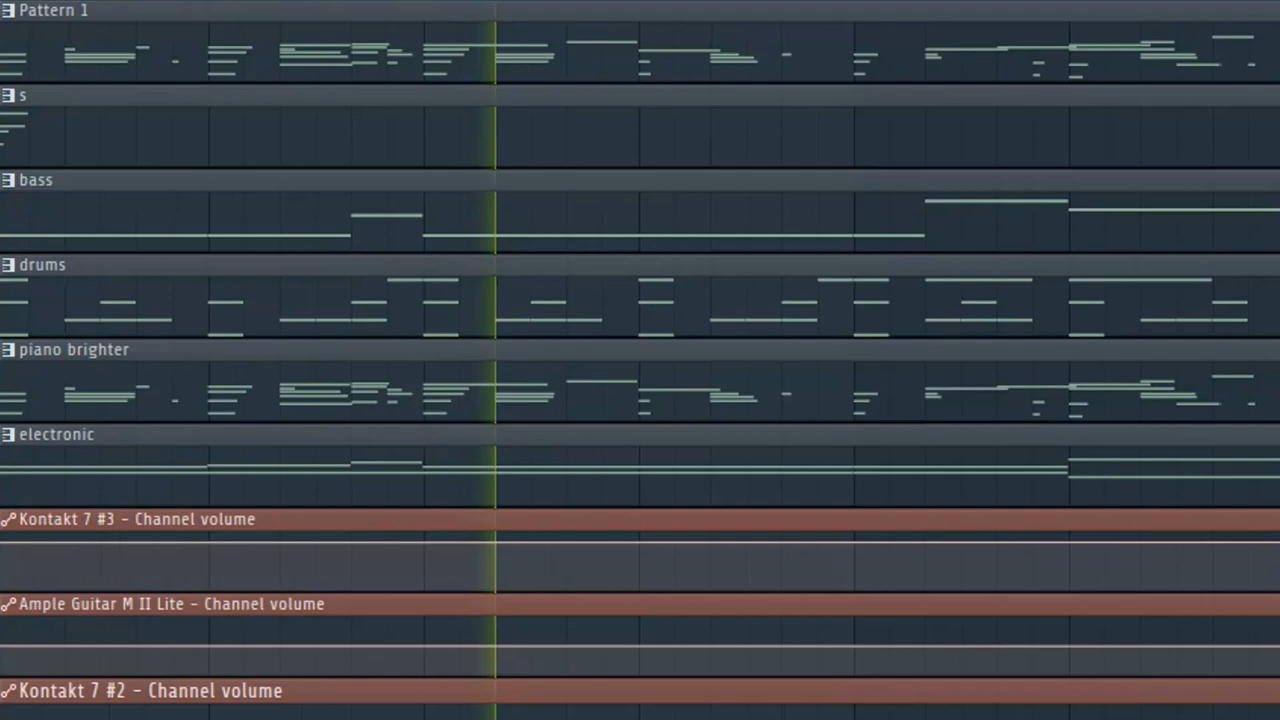 Pattern 1
s
bass
drums
piano brighter
electronic
Kontakt 7 #3 – Channel volume
Ample Guitar M II Lite – Channel volume
Kontakt 7 #2 – Channel volume